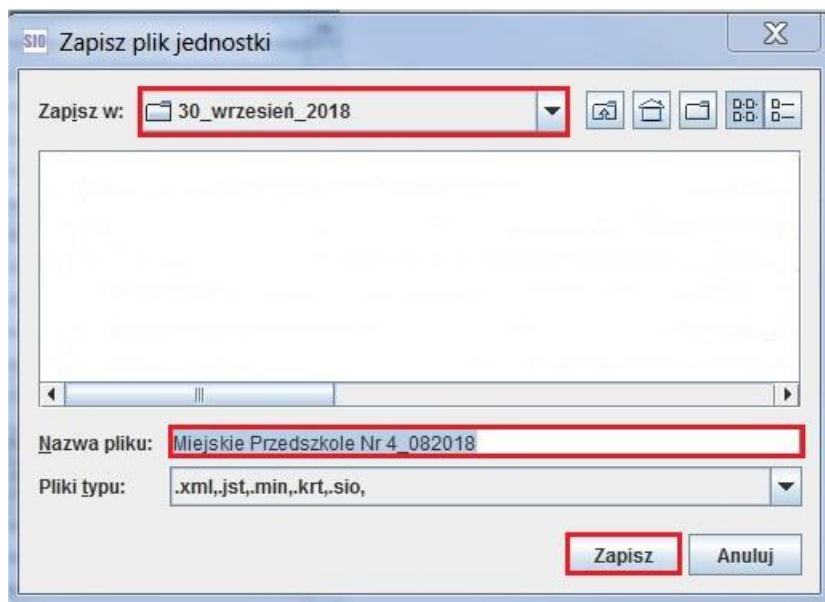 SIO Zapisz plik jednostki
Zapisz w: 30_wrzesień_2018
Nazwa pliku: Miejskie Przedszkole Nr 4_082018
Pliki typu: .xml,.jst,.min,.krt,.sio,
Zapisz Anuluj